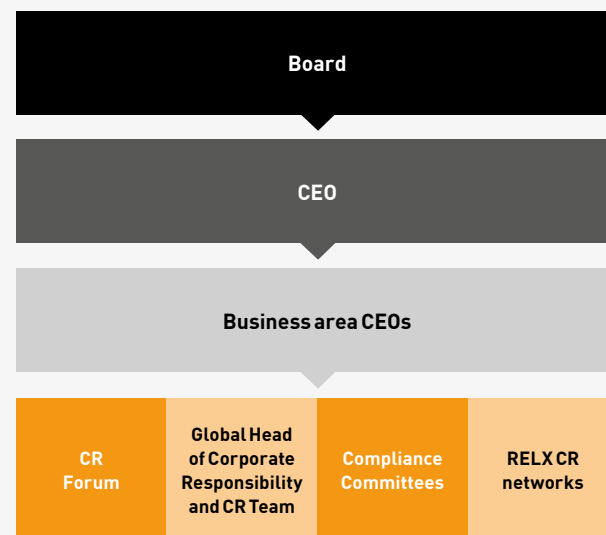 Board
CEO
Business area CEOs
CR
Forum
Global Head
of Corporate
Responsibility
and CR Team
Compliance
Committees
RELX CR
networks